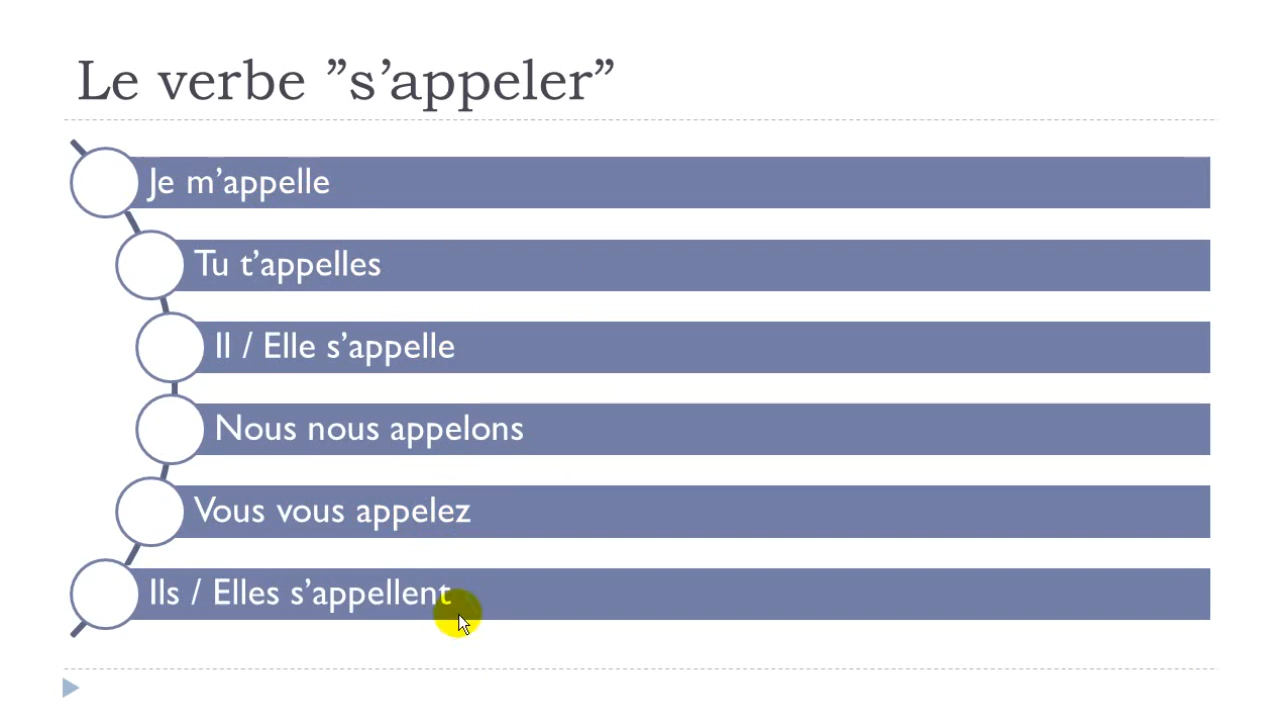 Le verbe ”s’appeler”
Je m’appelle
Tu t’appelles
Il / Elle s’appelle
Nous nous appelons
Vous vous appelez
Ils / Elles s’appellent